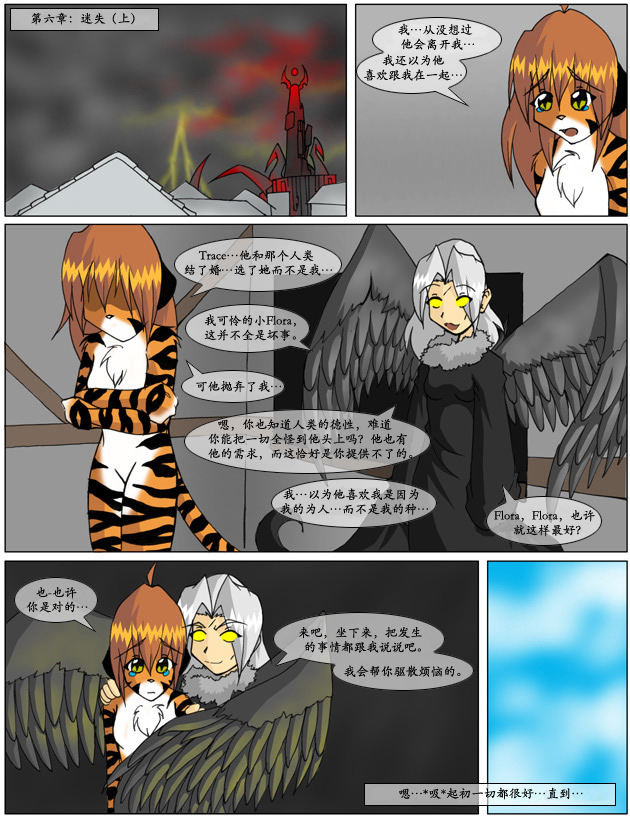 第六章：迷失（上）
我…从没想过
他会离开我…
我还以为他
喜欢跟我在一起…
Trace…他和那个人类
结了婚…选了她而不是我…
我可怜的小Flora，
这并不全是坏事。
可他抛弃了我…
嗯，你也知道人类的德性，难道
你能把一切全怪到他头上吗？他也有
他的需求，而这恰好是你提供不了的。
我…以为他喜欢我是因为
我的为人…而不是我的种…
Flora，Flora，也许
就这样最好？
也-也许
你是对的…
来吧，坐下来，把发生
的事情都跟我说说吧。
我会帮你驱散烦恼的。
嗯…*吸*起初一切都很好…直到…